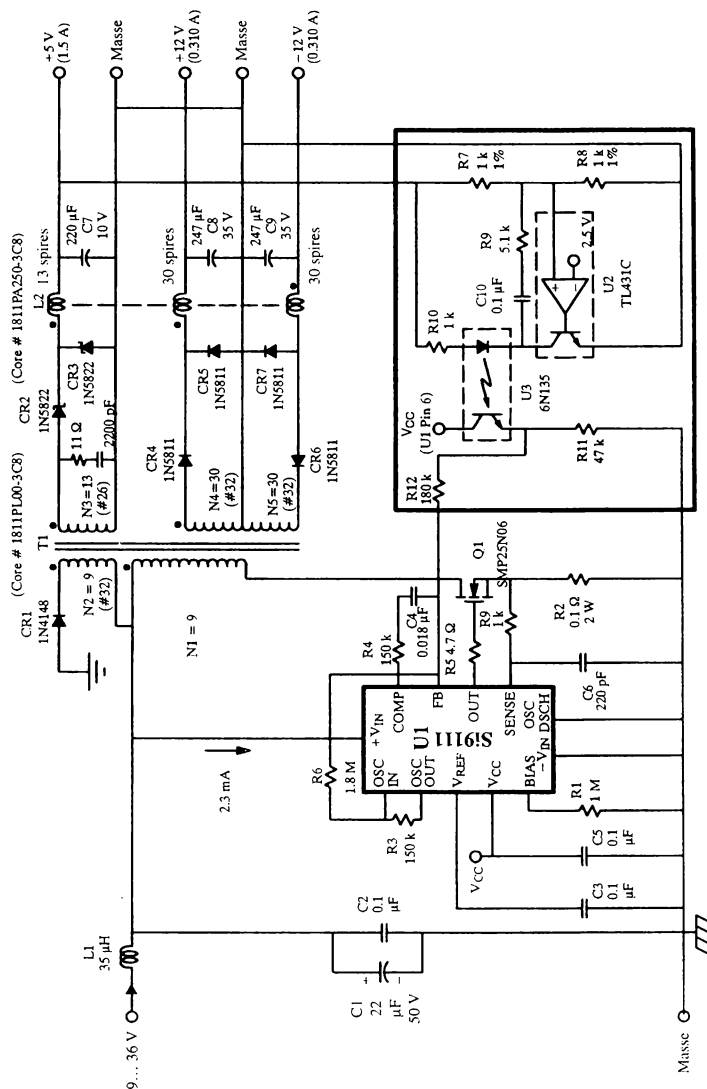 9… 36 V
L1
35 µH
C1
22
µF
50 V
+
−
C2
0.1
µF
2.3 mA
CR1
1N4148
N2 = 9
(#32)
N1 = 9
T1
(Core # 1811PL00-3C8)
N3=13
(#26)
11 Ω
2200 pF
CR2
1N5822
CR3
1N5822
(Core # 1811PA250-3C8)
L2
13 spires
220 µF
C7
10 V
+5 V
(1.5 A)
Masse
N4=30
(#32)
CR4
1N5811
CR5
1N5811
30 spires
247 µF
C8
35 V
+12 V
(0.310 A)
Masse
N5=30
(#32)
CR6
1N5811
CR7
1N5811
247 µF
C9
35 V
30 spires
−12 V
(0.310 A)
R6
1.8 M
R3
150 k
OSC
IN
OSC
OUT
VREF
VCC
BIAS
+VIN
COMP
FB
OUT
SENSE
OSC
DSCH
−VIN
U1
Si9111
R4
150 k
C4
0.018 µF
R5 4.7 Ω
Q1
SMP25N06
R9
1 k
R2
0.1 Ω
2 W
C6
220 pF
VCC
C3
0.1
µF
C5
0.1
µF
R1
1 M
R12
180 k
VCC
(U1 Pin 6)
R11
47 k
U3
6N135
R10
1 k
C10
0.1 µF
R9
5.1 k
R7
1 k
1%
R8
1 k
1%
+
−
2.5 V
U2
TL431C
Masse